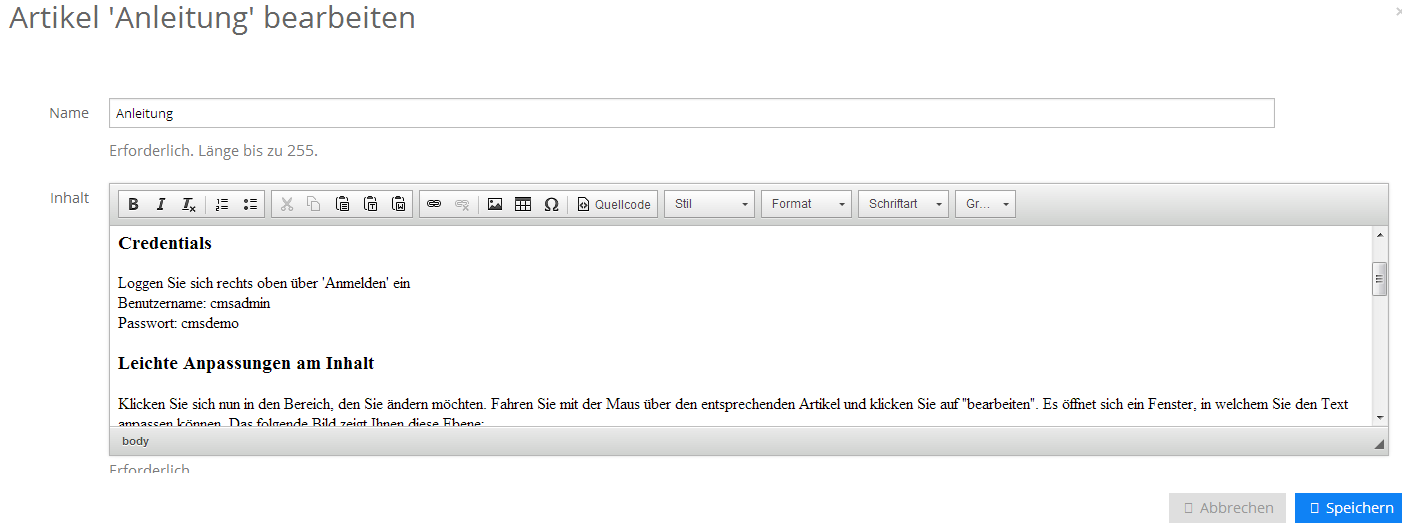 Artikel 'Anleitung' bearbeiten
×
Name
Anleitung
Erforderlich. Länge bis zu 255.
Inhalt
B I Tx Ω Quellcode Stil Format Schriftart Gr...
Credentials
Loggen Sie sich rechts oben über 'Anmelden' ein
Benutzername: cmsadmin
Passwort: cmsdemo
Leichte Anpassungen am Inhalt
Klicken Sie sich nun in den Bereich, den Sie ändern möchten. Fahren Sie mit der Maus über den entsprechenden Artikel und klicken Sie auf "bearbeiten". Es öffnet sich ein Fenster, in welchem Sie den Text
anpassen können. Das folgende Bild zeigt Ihnen diese Ebene:
body
Erforderlich
Abbrechen Speichern